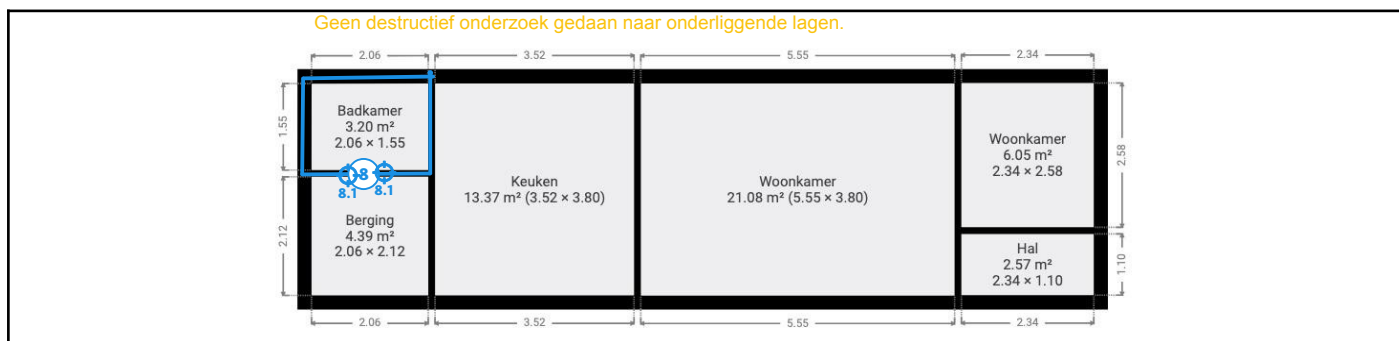 Geen destructief onderzoek gedaan naar onderliggende lagen.
2.06
3.52
5.55
2.34
1.55
Badkamer
3.20 m²
2.06 × 1.55
8
8.1
8.1
2.12
Berging
4.39 m²
2.06 × 2.12
Keuken
13.37 m² (3.52 × 3.80)
Woonkamer
21.08 m² (5.55 × 3.80)
Woonkamer
6.05 m²
2.34 × 2.58
2.58
Hal
2.57 m²
2.34 × 1.10
1.10
2.06
3.52
5.55
2.34